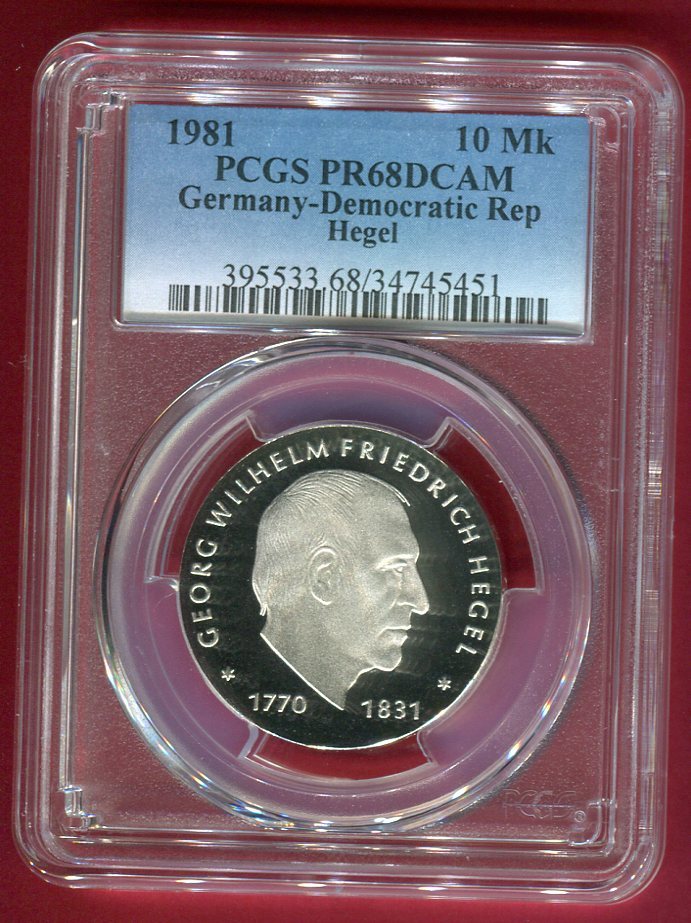 1981 10 Mk
PCGS PR68DCAM
Germany-Democratic Rep
Hegel
395533.68/34745451
GEORG WILHELM FRIEDRICH HEGEL
* 1770 1831 *
PCGS